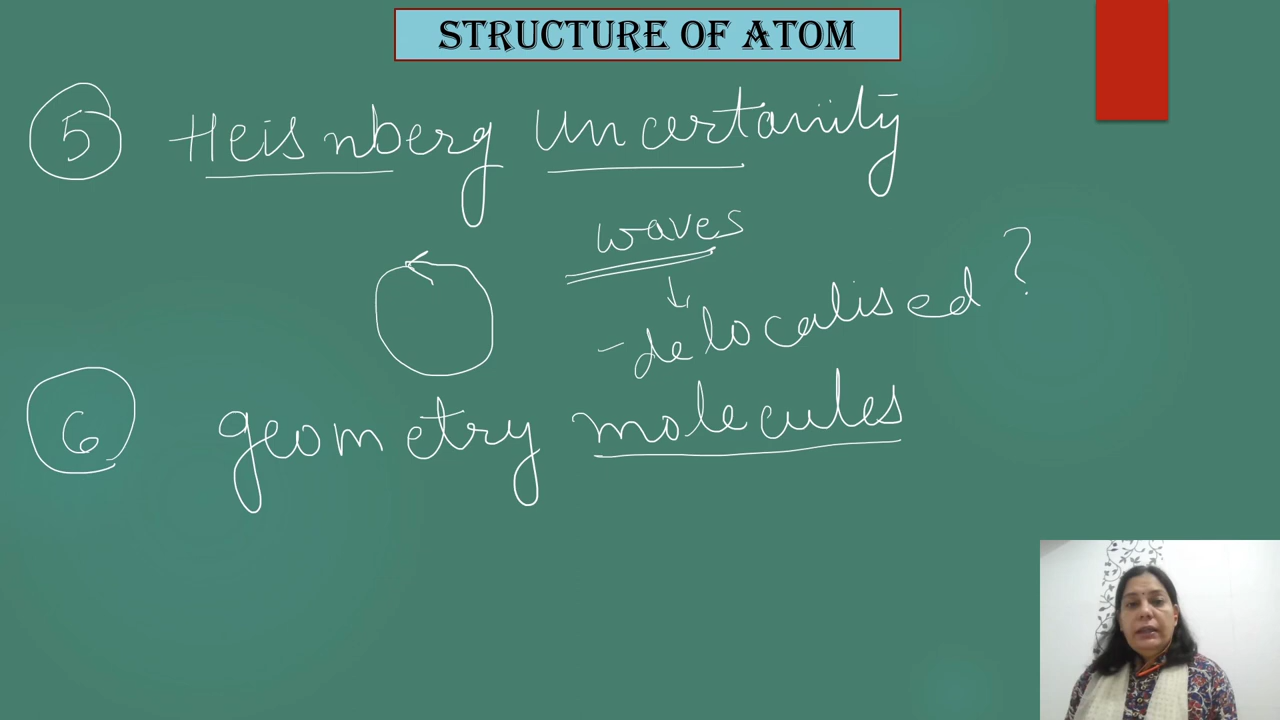 STRUCTURE OF ATOM
5 Heisnberg uncertainity
waves
- delocalised ?
6 geometry molecules